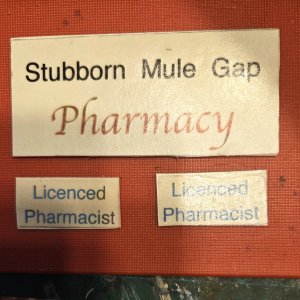 Stubborn Mule Gap
Pharmacy
Licenced
Pharmacist
Licenced
Pharmacist